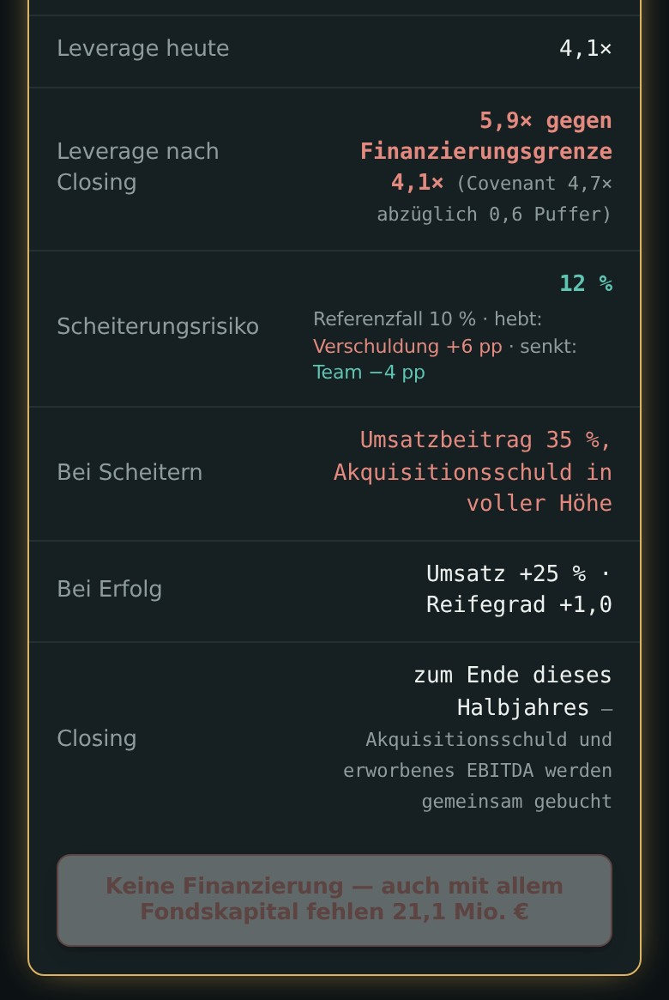 Leverage heute
4,1×
Leverage nach
Closing
5,9× gegen
Finanzierungsgrenze
4,1× (Covenant 4,7×
abzüglich 0,6 Puffer)
Scheiterungsrisiko
12 %
Referenzfall 10 % · hebt:
Verschuldung +6 pp · senkt:
Team −4 pp
Bei Scheitern
Umsatzbeitrag 35 %,
Akquisitionsschuld in
voller Höhe
Bei Erfolg
Umsatz +25 % ·
Reifegrad +1,0
Closing
zum Ende dieses
Halbjahres —
Akquisitionsschuld und
erworbenes EBITDA werden
gemeinsam gebucht
Keine Finanzierung — auch mit allem
Fondskapital fehlen 21,1 Mio. €